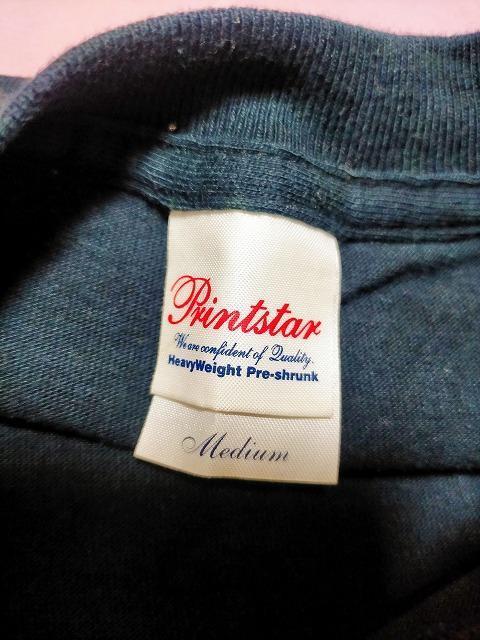 Printstar
We are confident of Quality.
HeavyWeight Pre-shrunk
Medium